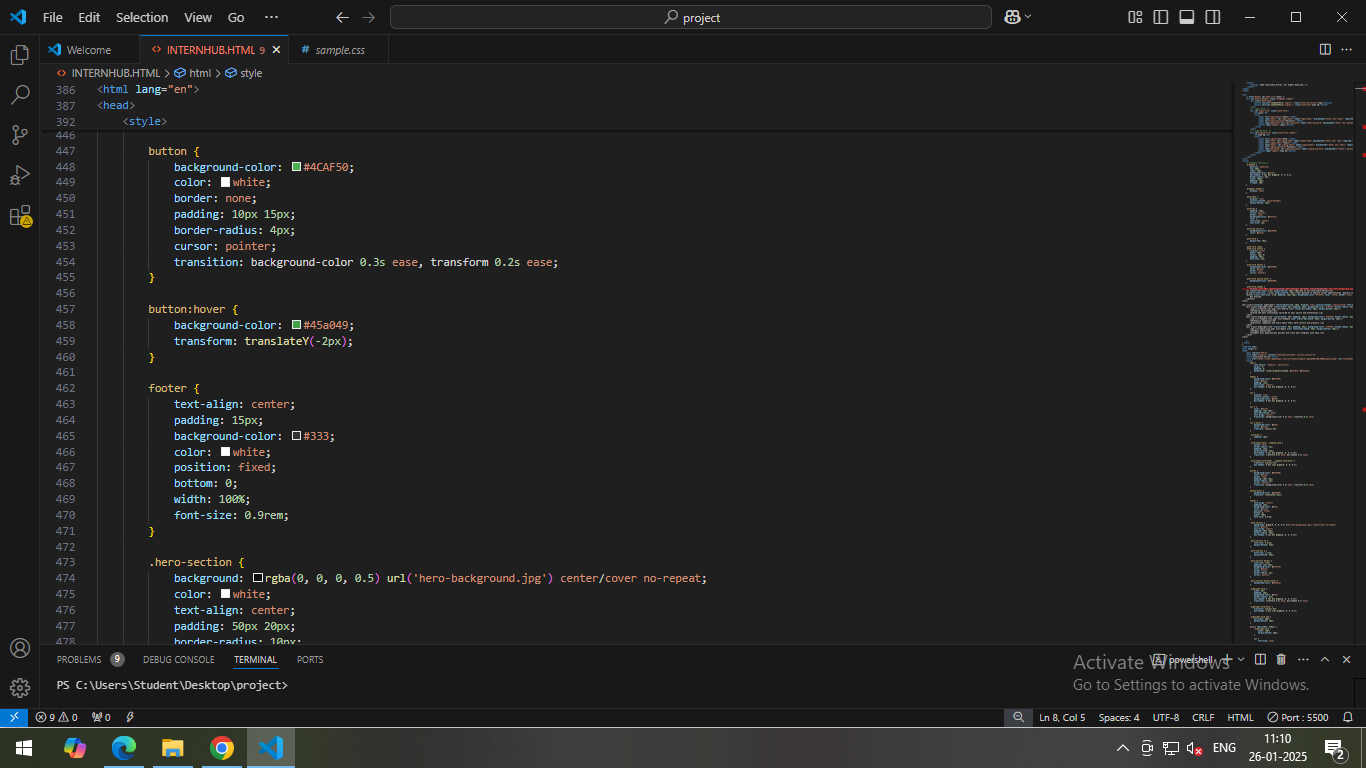 File Edit Selection View Go ··· project
Welcome INTERNHUB.HTML 9 sample.css
INTERNHUB.HTML > html > style
386 <html lang="en">
387 <head>
392 <style>
446
447 button {
448 background-color: #4CAF50;
449 color: white;
450 border: none;
451 padding: 10px 15px;
452 border-radius: 4px;
453 cursor: pointer;
454 transition: background-color 0.3s ease, transform 0.2s ease;
455 }
456
457 button:hover {
458 background-color: #45a049;
459 transform: translateY(-2px);
460 }
461
462 footer {
463 text-align: center;
464 padding: 15px;
465 background-color: #333;
466 color: white;
467 position: fixed;
468 bottom: 0;
469 width: 100%;
470 font-size: 0.9rem;
471 }
472
473 .hero-section {
474 background: rgba(0, 0, 0, 0.5) url('hero-background.jpg') center/cover no-repeat;
475 color: white;
476 text-align: center;
477 padding: 50px 20px;
478 border-radius: 10px;
PROBLEMS 9 DEBUG CONSOLE TERMINAL PORTS powershell
Activate Windows
Go to Settings to activate Windows.
PS C:\Users\Student\Desktop\project>
9 0 0 Ln 8, Col 5 Spaces: 4 UTF-8 CRLF HTML Port : 5500
ENG 11:10
26-01-2025 2